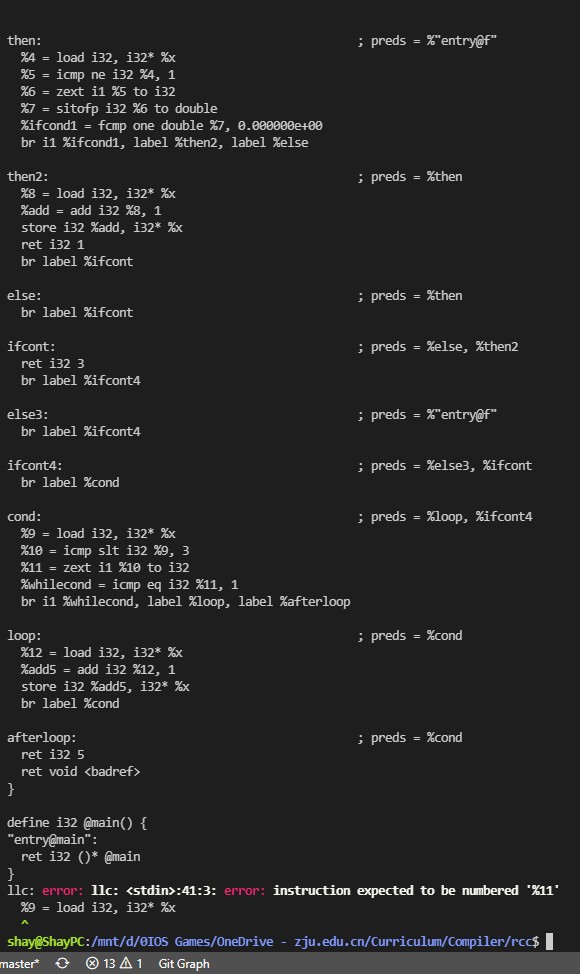 then: ; preds = %"entry@f"
%4 = load i32, i32* %x
%5 = icmp ne i32 %4, 1
%6 = zext i1 %5 to i32
%7 = sitofp i32 %6 to double
%ifcond1 = fcmp one double %7, 0.000000e+00
br i1 %ifcond1, label %then2, label %else
then2: ; preds = %then
%8 = load i32, i32* %x
%add = add i32 %8, 1
store i32 %add, i32* %x
ret i32 1
br label %ifcont
else: ; preds = %then
br label %ifcont
ifcont: ; preds = %else, %then2
ret i32 3
br label %ifcont4
else3: ; preds = %"entry@f"
br label %ifcont4
ifcont4: ; preds = %else3, %ifcont
br label %cond
cond: ; preds = %loop, %ifcont4
%9 = load i32, i32* %x
%10 = icmp slt i32 %9, 3
%11 = zext i1 %10 to i32
%whilecond = icmp eq i32 %11, 1
br i1 %whilecond, label %loop, label %afterloop
loop: ; preds = %cond
%12 = load i32, i32* %x
%add5 = add i32 %12, 1
store i32 %add5, i32* %x
br label %cond
afterloop: ; preds = %cond
ret i32 5
ret void <badref>
}
define i32 @main() {
"entry@main":
ret i32 ()* @main
}
llc: error: llc: <stdin>:41:3: error: instruction expected to be numbered '%11'
%9 = load i32, i32* %x
^
shay@ShayPC:/mnt/d/0IOS Games/OneDrive - zju.edu.cn/Curriculum/Compiler/rcc$
master* 13 1 Git Graph